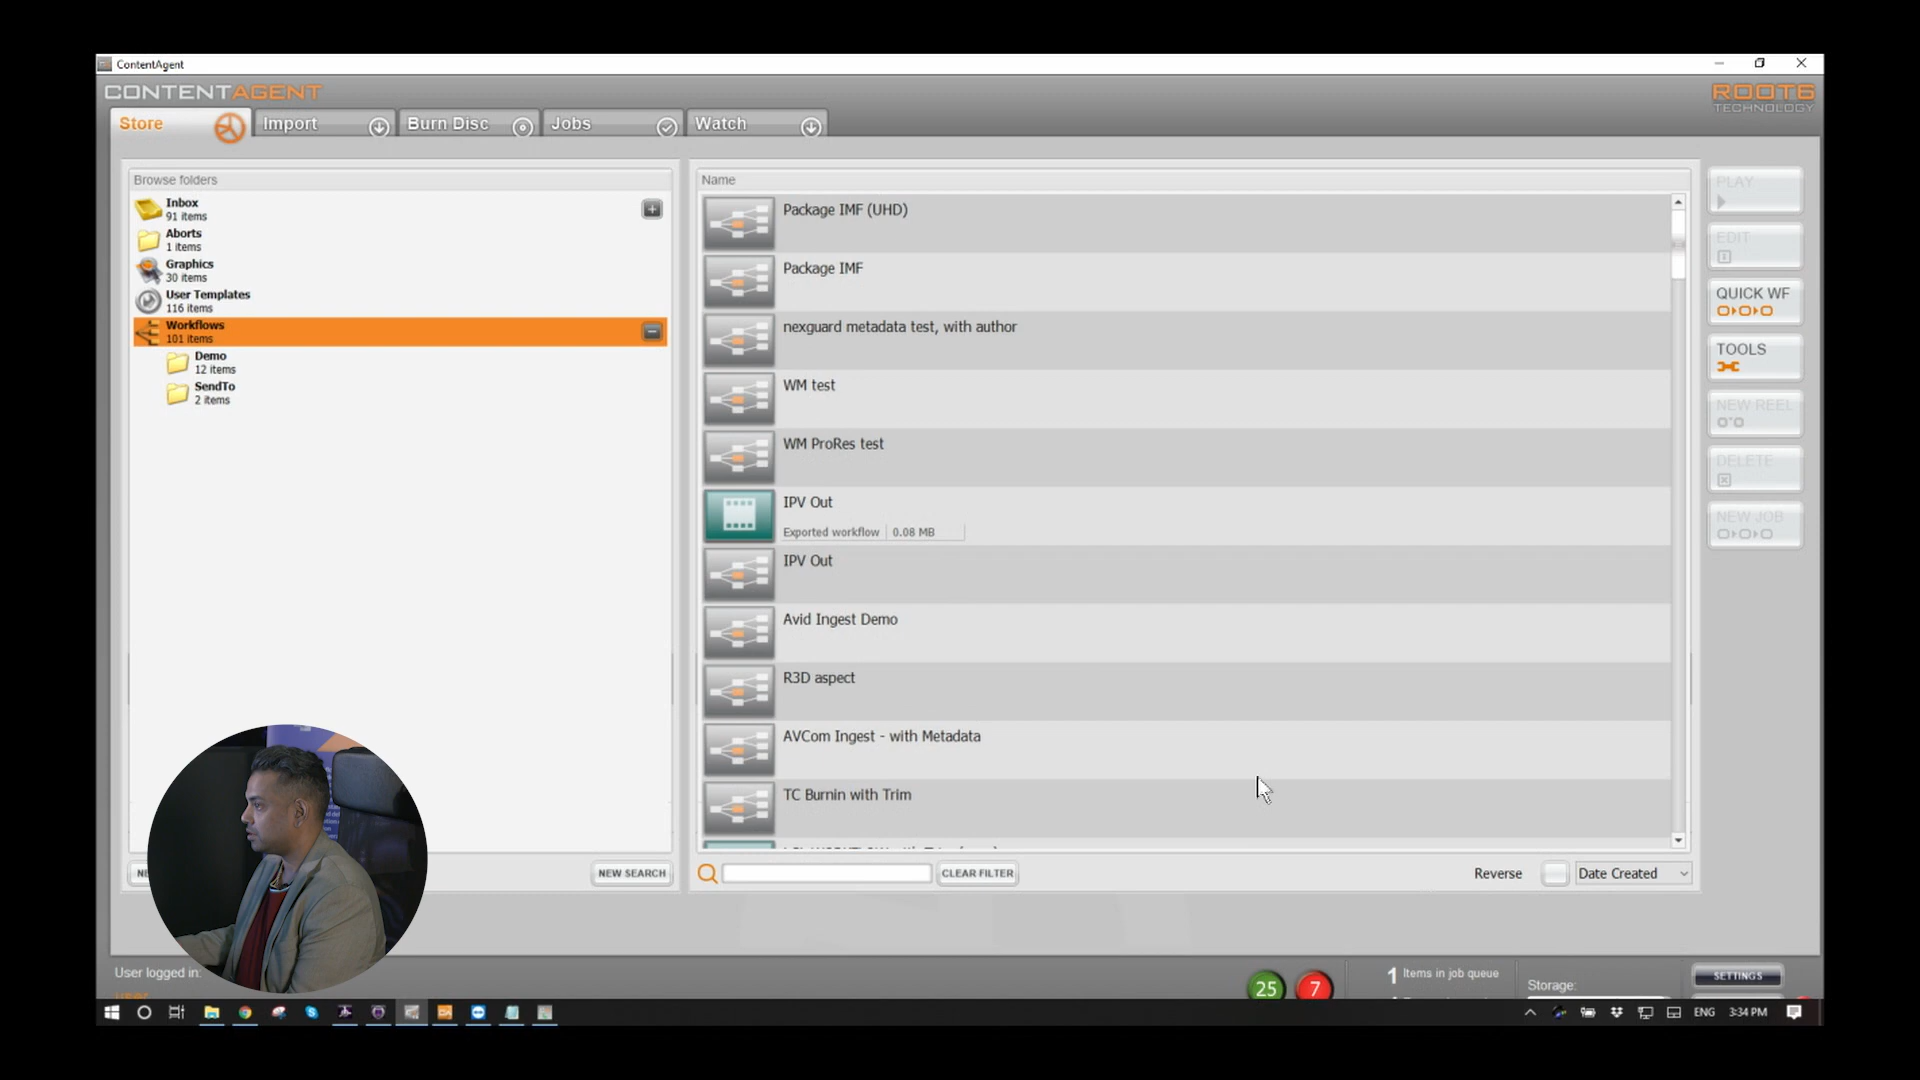 ContentAgent
CONTENTAGENT
ROOT6
TECHNOLOGY
Store
Import
Burn Disc
Jobs
Watch
Browse folders
Inbox
91 items
Aborts
1 items
Graphics
30 items
User Templates
116 items
Workflows
101 items
Demo
12 items
SendTo
2 items
NEW SEARCH
Name
Package IMF (UHD)
Package IMF
nexguard metadata test, with author
WM test
WM ProRes test
IPV Out
Exported workflow 0.08 MB
IPV Out
Avid Ingest Demo
R3D aspect
AVCom Ingest - with Metadata
TC Burnin with Trim
CLEAR FILTER
Reverse
Date Created
PLAY
EDIT
QUICK WF
TOOLS
NEW REEL
DELETE
NEW JOB
User logged in:
25
7
1 Items in job queue
Storage:
SETTINGS
ENG
3:34 PM